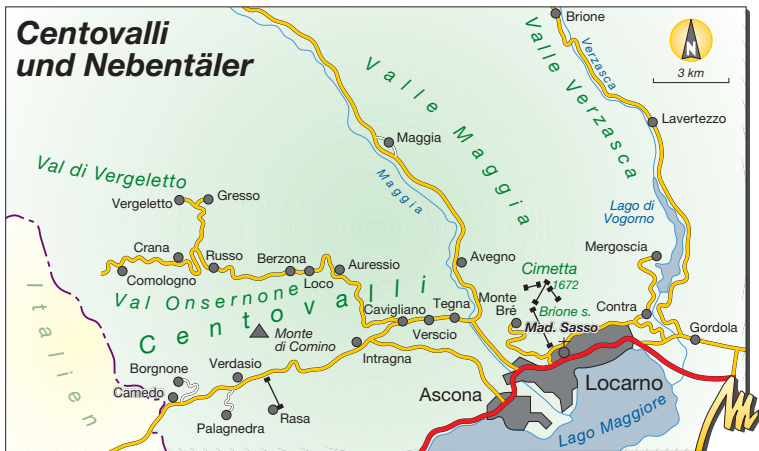 Centovalli
und Nebentäler
Brione
N
3 km
Verzasca
Valle Verzasca
Valle Maggia
Lavertezzo
Maggia
Maggia
Val di Vergeletto
Vergeletto
Gresso
Lago di
Vogorno
Mergoscia
Crana
Russo
Berzona
Loco
Auressio
Avegno
Comologno
Cimetta
1672
Val Onsernone
Centovalli
Cavigliano
Tegna
Verscio
Monte
Bré
Brione s.
Mad. Sasso
Contra
Gordola
Monte
di Comino
Intragna
Italien
Borgnone
Verdasio
Camedo
Palagnedra
Rasa
Ascona
Locarno
Lago Maggiore